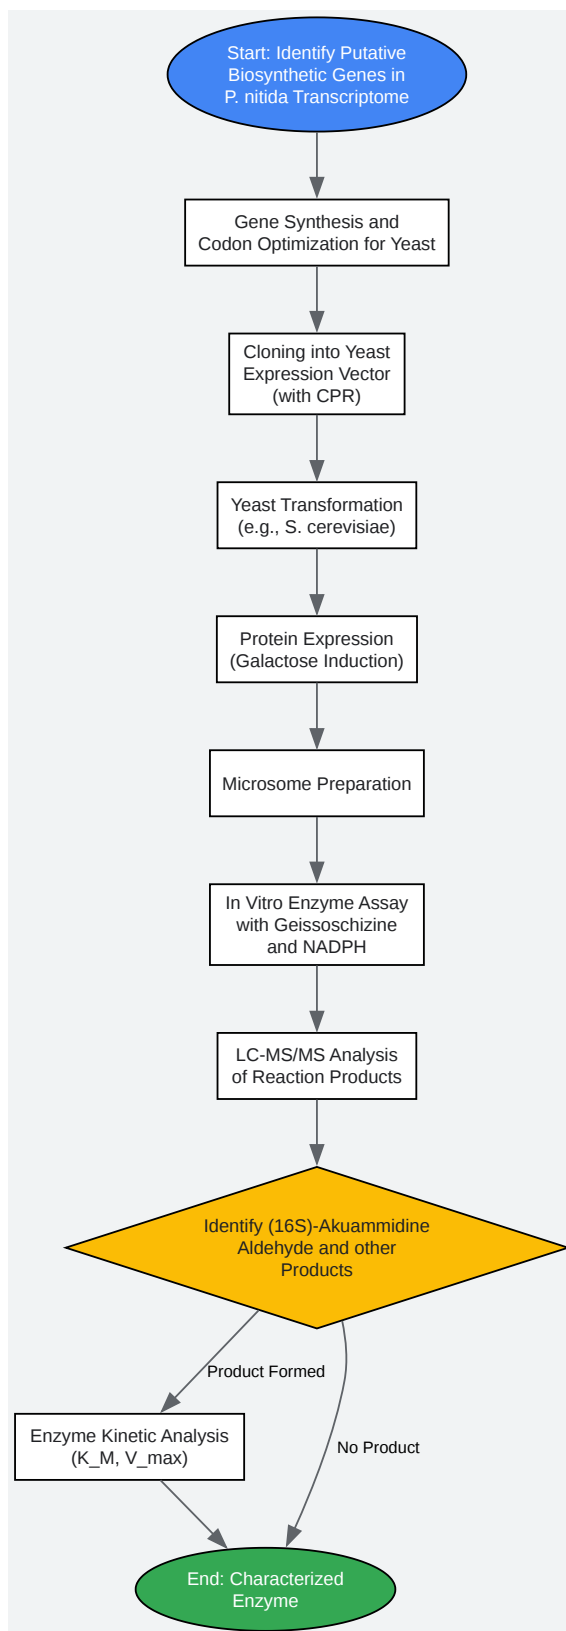 Start: Identify Putative
Biosynthetic Genes in
P. nitida Transcriptome
Gene Synthesis and
Codon Optimization for Yeast
Cloning into Yeast
Expression Vector
(with CPR)
Yeast Transformation
(e.g., S. cerevisiae)
Protein Expression
(Galactose Induction)
Microsome Preparation
In Vitro Enzyme Assay
with Geissoschizine
and NADPH
LC-MS/MS Analysis
of Reaction Products
Identify (16S)-Akuammidine
Aldehyde and other
Products
Product Formed
Enzyme Kinetic Analysis
(K_M, V_max)
No Product
End: Characterized
Enzyme